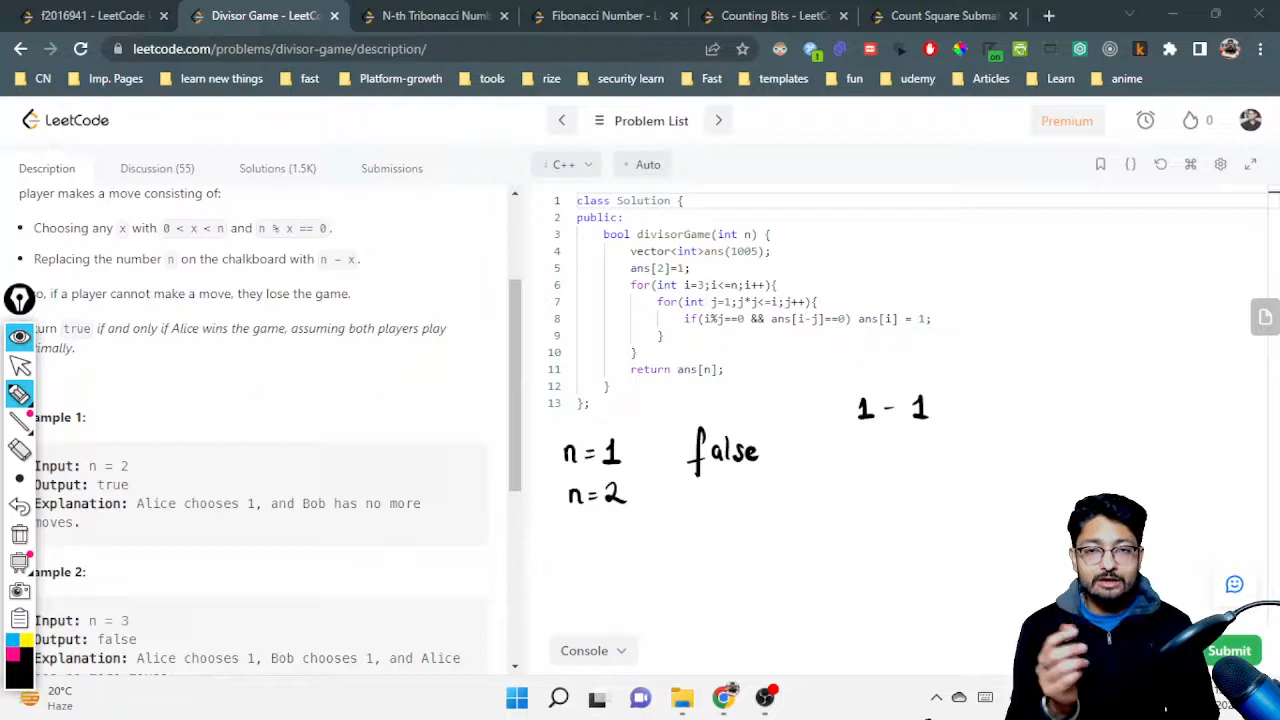 f2016941 - LeetCode
Divisor Game - LeetC
N-th Tribonacci Numb
Fibonacci Number - L
Counting Bits - LeetC
Count Square Subma
leetcode.com/problems/divisor-game/description/
1
on
CN
Imp. Pages
learn new things
fast
Platform-growth
tools
rise
security learn
Fast
templates
fun
udemy
Articles
Learn
anime
LeetCode
Problem List
Premium
0
Description
Discussion (55)
Solutions (1.5K)
Submissions
i C++
Auto
player makes a move consisting of:
Choosing any x with 0 < x < n and n % x == 0.
Replacing the number n on the chalkboard with n - x.
o, if a player cannot make a move, they lose the game.
urn true if and only if Alice wins the game, assuming both players play
imally.
ample 1:
Input: n = 2
Output: true
Explanation: Alice chooses 1, and Bob has no more
moves.
ample 2:
Input: n = 3
Output: false
Explanation: Alice chooses 1, Bob chooses 1, and Alice
1 class Solution {
2 public:
3 bool divisorGame(int n) {
4 vector<int>ans(1005);
5 ans[2]=1;
6 for(int i=3;i<=n;i++){
7 for(int j=1;j*j<=i;j++){
8 if(i%j==0 && ans[i-j]==0) ans[i] = 1;
9 }
10 }
11 return ans[n];
12 }
13 };
1 - 1
n = 1 false
n = 2
Console
Submit
20°C
Haze